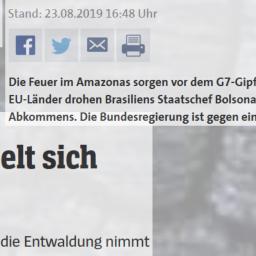 Stand: 23.08.2019 16:48 Uhr
Die Feuer im Amazonas sorgen vor dem G7-Gipf
EU-Länder drohen Brasiliens Staatschef Bolsona
Abkommens. Die Bundesregierung ist gegen ein
elt sich
die Entwaldung nimmt